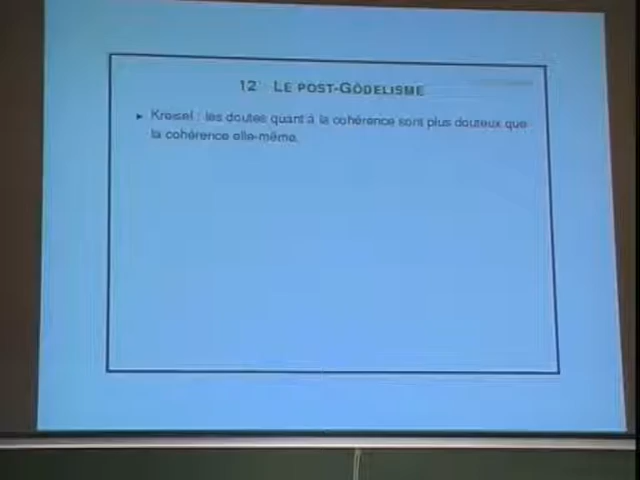 12 LE POST-GÖDELISME
▸ Kreisel : les doutes quant à la cohérence sont plus douteux que
la cohérence elle-même.